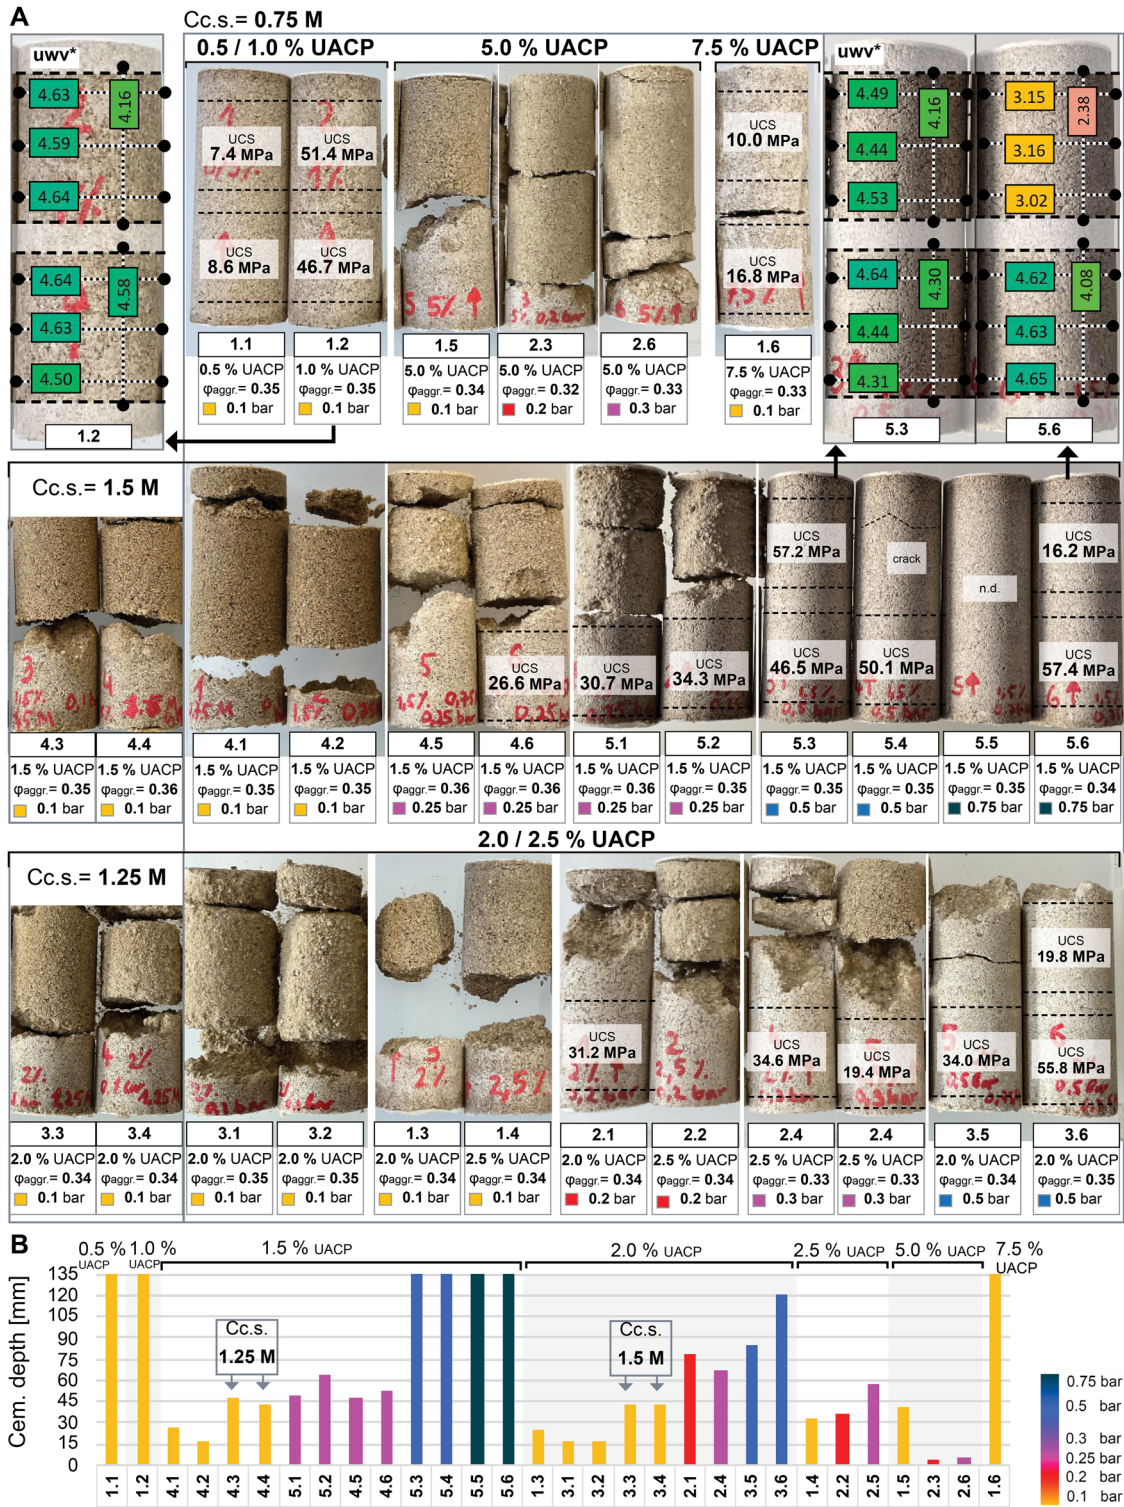 A
Cc.s.= 0.75 M
0.5 / 1.0 % UACP
5.0 % UACP
7.5 % UACP
uwv*
4.63
4.59
4.64
4.16
4.64
4.63
4.50
4.58
1.2
UCS
7.4 MPa
UCS
8.6 MPa
UCS
51.4 MPa
UCS
46.7 MPa
5 5% ↑
6 5% ↑
UCS
10.0 MPa
UCS
16.8 MPa
uwv*
4.49
4.44
4.53
4.16
4.64
4.44
4.31
4.30
5.3
3.15
3.16
3.02
2.38
4.62
4.63
4.65
4.08
5.6
1.1
0.5 % UACP
φaggr.= 0.35
0.1 bar
1.2
1.0 % UACP
φaggr.= 0.35
0.1 bar
1.5
5.0 % UACP
φaggr.= 0.34
0.1 bar
2.3
5.0 % UACP
φaggr.= 0.32
0.2 bar
2.6
5.0 % UACP
φaggr.= 0.33
0.3 bar
1.6
7.5 % UACP
φaggr.= 0.33
0.1 bar
Cc.s.= 1.5 M
UCS
26.6 MPa
UCS
30.7 MPa
UCS
34.3 MPa
UCS
57.2 MPa
UCS
46.5 MPa
crack
UCS
50.1 MPa
n.d.
UCS
16.2 MPa
UCS
57.4 MPa
4.3
1.5 % UACP
φaggr.= 0.35
0.1 bar
4.4
1.5 % UACP
φaggr.= 0.36
0.1 bar
4.1
1.5 % UACP
φaggr.= 0.35
0.1 bar
4.2
1.5 % UACP
φaggr.= 0.35
0.1 bar
4.5
1.5 % UACP
φaggr.= 0.36
0.25 bar
4.6
1.5 % UACP
φaggr.= 0.36
0.25 bar
5.1
1.5 % UACP
φaggr.= 0.36
0.25 bar
5.2
1.5 % UACP
φaggr.= 0.35
0.25 bar
5.3
1.5 % UACP
φaggr.= 0.35
0.5 bar
5.4
1.5 % UACP
φaggr.= 0.35
0.5 bar
5.5
1.5 % UACP
φaggr.= 0.35
0.75 bar
5.6
1.5 % UACP
φaggr.= 0.34
0.75 bar
2.0 / 2.5 % UACP
Cc.s.= 1.25 M
UCS
31.2 MPa
UCS
34.6 MPa
UCS
19.4 MPa
UCS
34.0 MPa
UCS
19.8 MPa
UCS
55.8 MPa
3.3
2.0 % UACP
φaggr.= 0.34
0.1 bar
3.4
2.0 % UACP
φaggr.= 0.34
0.1 bar
3.1
2.0 % UACP
φaggr.= 0.35
0.1 bar
3.2
2.0 % UACP
φaggr.= 0.35
0.1 bar
1.3
2.0 % UACP
φaggr.= 0.34
0.1 bar
1.4
2.5 % UACP
φaggr.= 0.34
0.1 bar
2.1
2.0 % UACP
φaggr.= 0.34
0.2 bar
2.2
2.5 % UACP
φaggr.= 0.34
0.2 bar
2.4
2.0 % UACP
φaggr.= 0.33
0.3 bar
2.4
2.5 % UACP
φaggr.= 0.33
0.3 bar
3.5
2.0 % UACP
φaggr.= 0.34
0.5 bar
3.6
2.0 % UACP
φaggr.= 0.35
0.5 bar
B
0.5 % UACP
1.0 % UACP
1.5 % UACP
2.0 % UACP
2.5 % UACP
5.0 % UACP
7.5 % UACP
Cem. depth [mm]
135
120
105
90
75
60
45
30
15
0
Cc.s.
1.25 M
Cc.s.
1.5 M
1.1 1.2 4.1 4.2 4.3 4.4 5.1 5.2 4.5 4.6 5.3 5.4 5.5 5.6 1.3 3.1 3.2 3.3 3.4 2.1 2.4 3.5 3.6 1.4 2.2 2.5 1.5 2.3 2.6 1.6
0.75 bar
0.5 bar
0.3 bar
0.25 bar
0.2 bar
0.1 bar